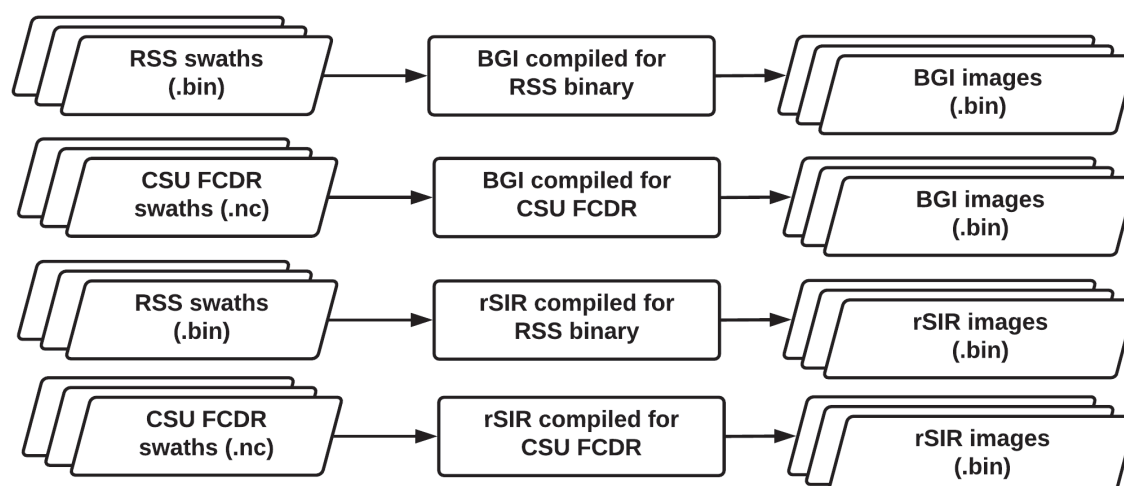 RSS swaths
(.bin)
BGI compiled for
RSS binary
BGI images
(.bin)
CSU FCDR
swaths (.nc)
BGI compiled for
CSU FCDR
BGI images
(.bin)
RSS swaths
(.bin)
rSIR compiled for
RSS binary
rSIR images
(.bin)
CSU FCDR
swaths (.nc)
rSIR compiled for
CSU FCDR
rSIR images
(.bin)